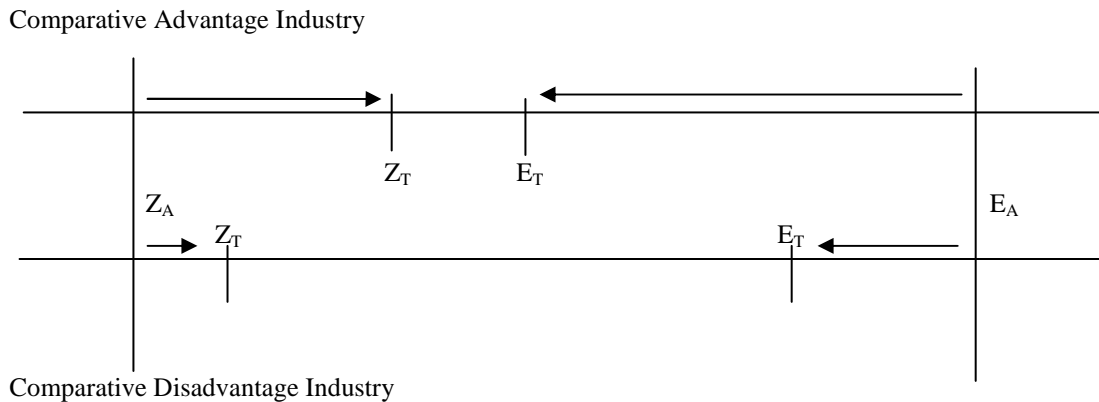 Comparative Advantage Industry
Z_T E_T
Z_A E_A
Z_T E_T
Comparative Disadvantage Industry